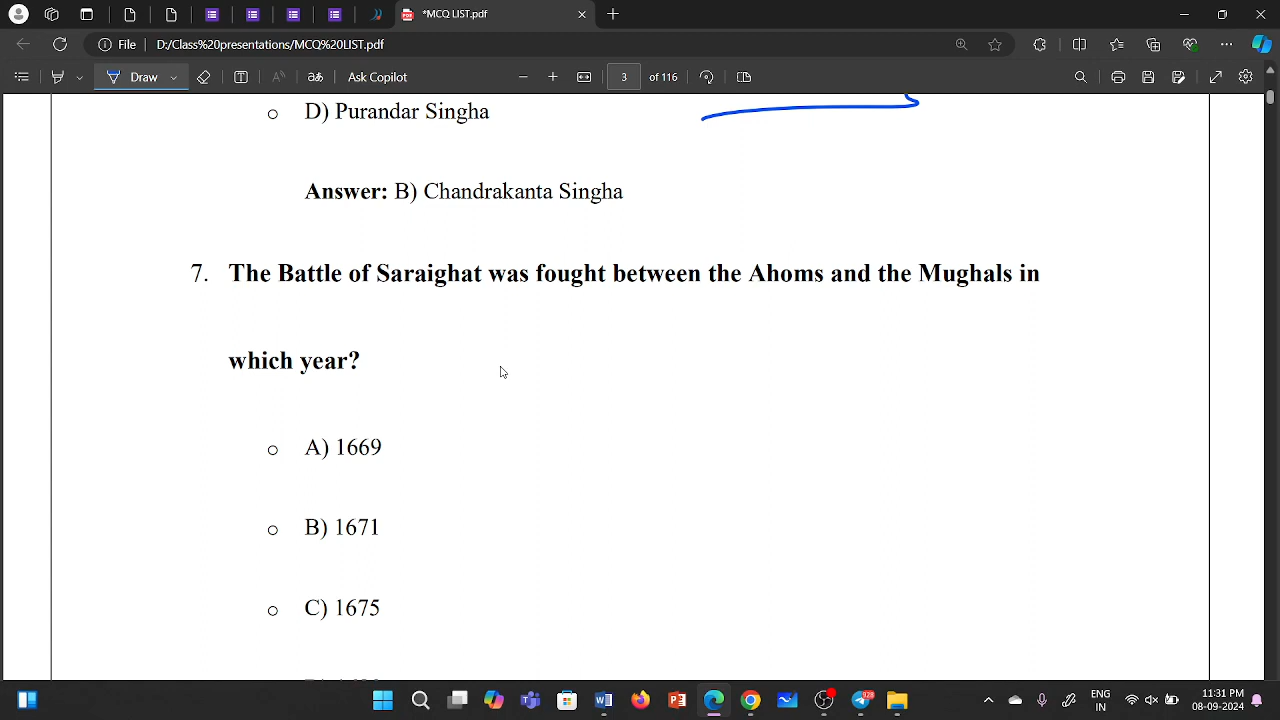 *MCQ LIST.pdf
File
D:/Class%20presentations/MCQ%20LIST.pdf
Draw
Ask Copilot
3
of 116
D) Purandar Singha
Answer: B) Chandrakanta Singha
7. The Battle of Saraighat was fought between the Ahoms and the Mughals in
which year?
A) 1669
B) 1671
C) 1675
ENG
IN
11:31 PM
08-09-2024